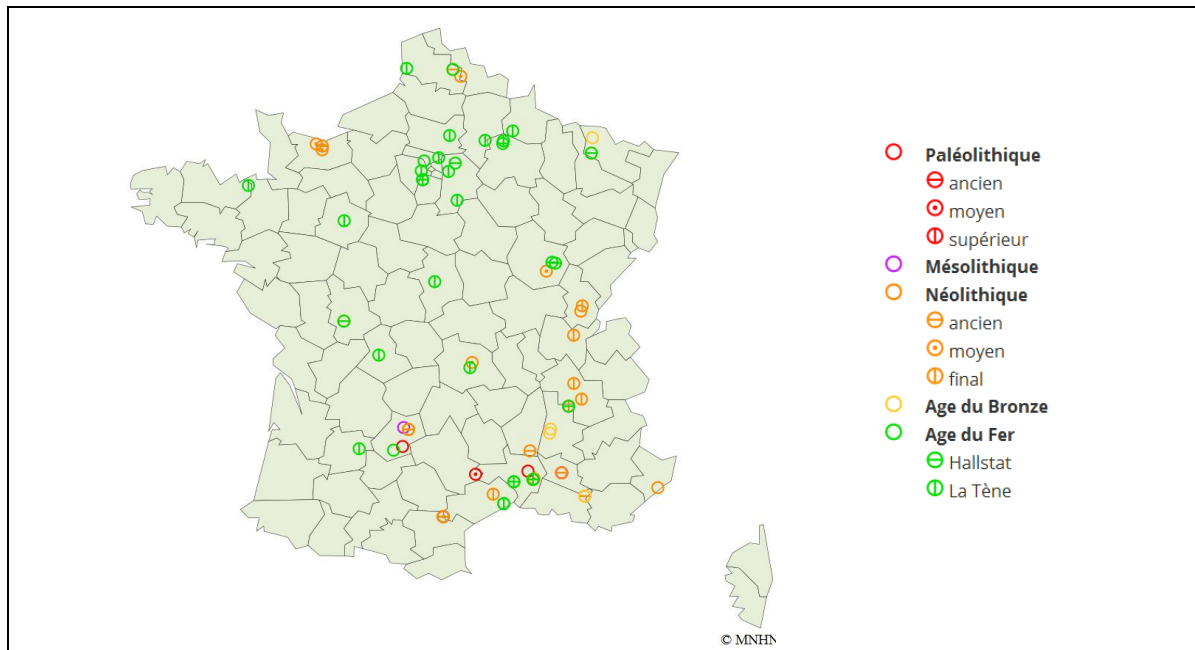 Paléolithique
ancien
moyen
supérieur
Mésolithique
Néolithique
ancien
moyen
final
Age du Bronze
Age du Fer
Hallstat
La Tène
© MNHN